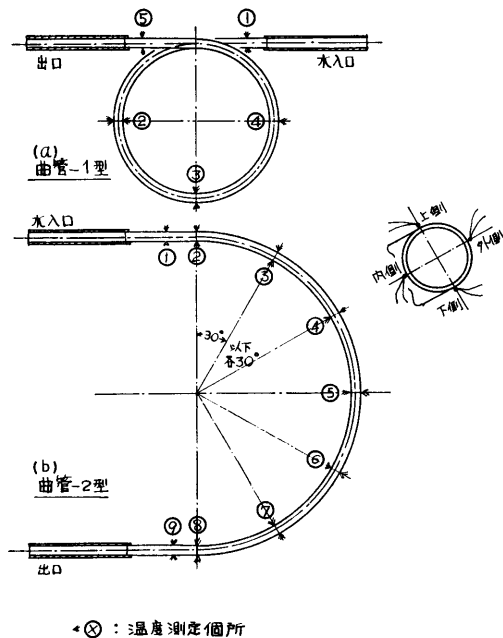 ⑤ ①
出口 水入口
② ④
③
(a)
曲管-1型
水入口
① ②
③
④
30°
以下
各30°
⑤
⑥
⑦
(b)
曲管-2型
⑨ ⑧
出口
上側
外側
内側
下側
ⓧ : 温度測定個所